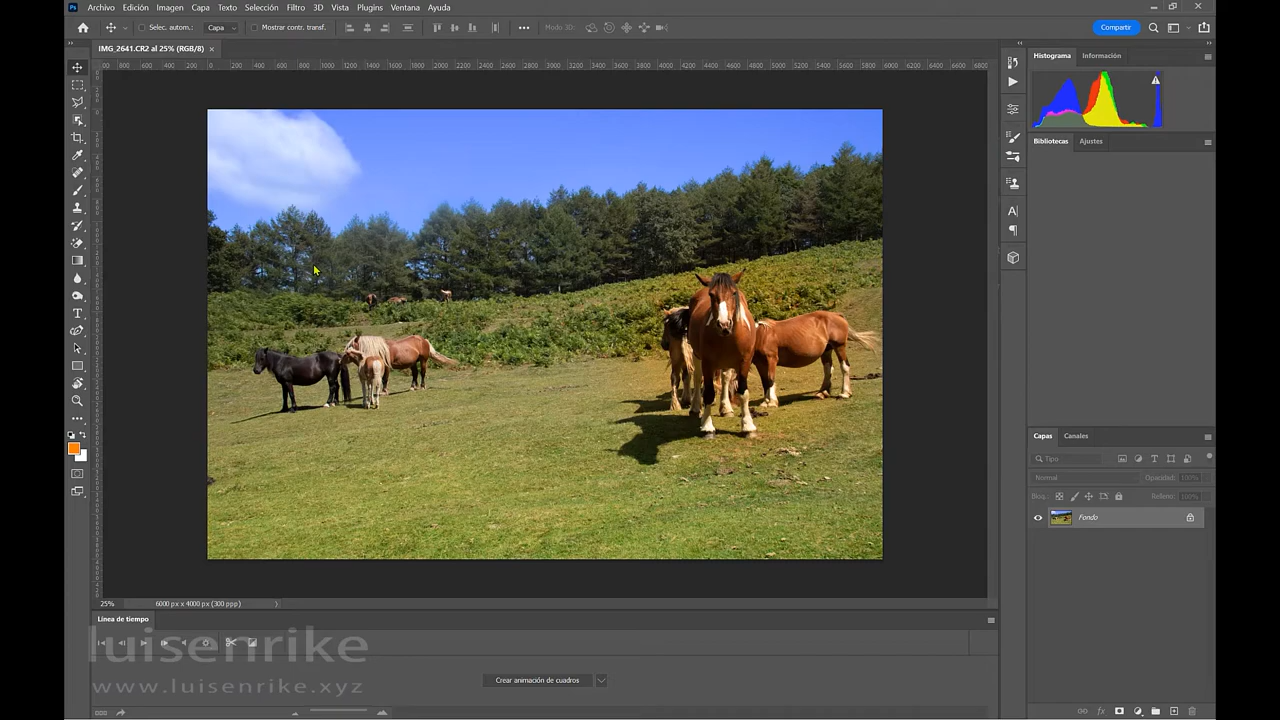 Ps Archivo Edición Imagen Capa Texto Selección Filtro 3D Vista Plugins Ventana Ayuda
Selec. autom.: Capa Mostrar contr. transf. Modo 3D: Compartir
IMG_2641.CR2 al 25% (RGB/8)
Histograma Información
Bibliotecas Ajustes
Capas Canales
Tipo
Normal Opacidad: 100%
Bloq.: Relleno: 100%
Fondo
25% 6000 px x 4000 px (300 ppp)
Línea de tiempo
luisenrike
www.luisenrike.xyz
Crear animación de cuadros